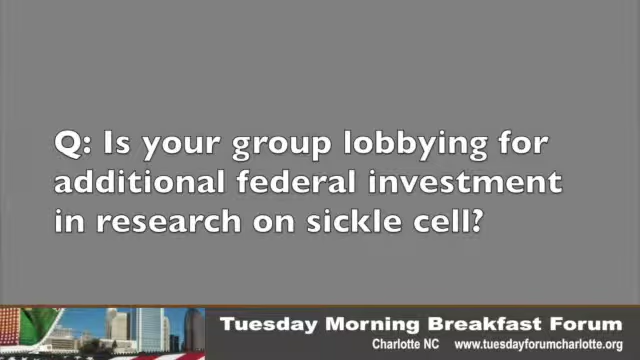 Q: Is your group lobbying for
additional federal investment
in research on sickle cell?
Tuesday Morning Breakfast Forum
Charlotte NC www.tuesdayforumcharlotte.org